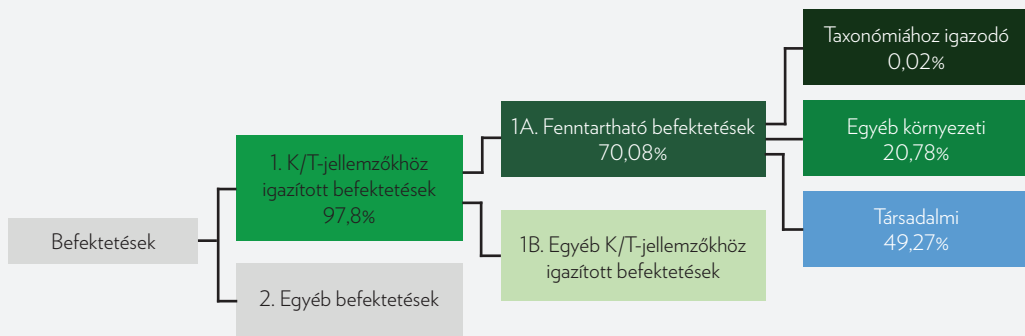 Befektetések
1. K/T-jellemzőkhöz
igazított befektetések
97,8%
2. Egyéb befektetések
1A. Fenntartható befektetések
70,08%
1B. Egyéb K/T-jellemzőkhöz
igazított befektetések
Taxonómiához igazodó
0,02%
Egyéb környezeti
20,78%
Társadalmi
49,27%